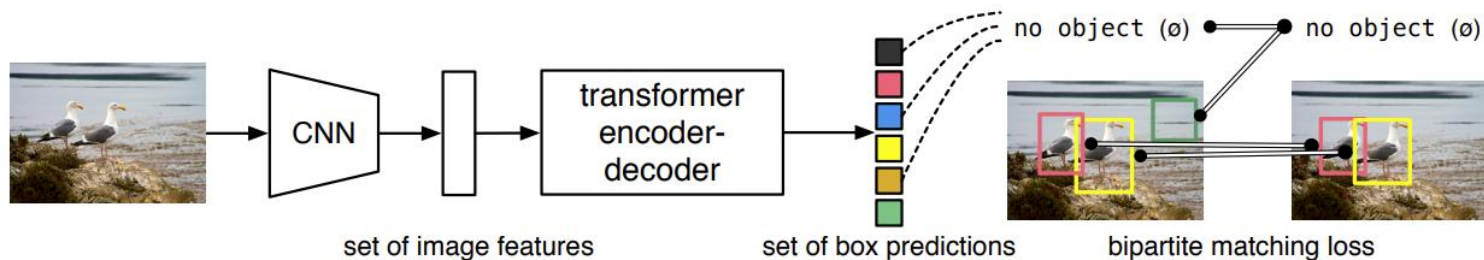 no object (ø)
no object (ø)
CNN
transformer
encoder-
decoder
set of image features
set of box predictions
bipartite matching loss